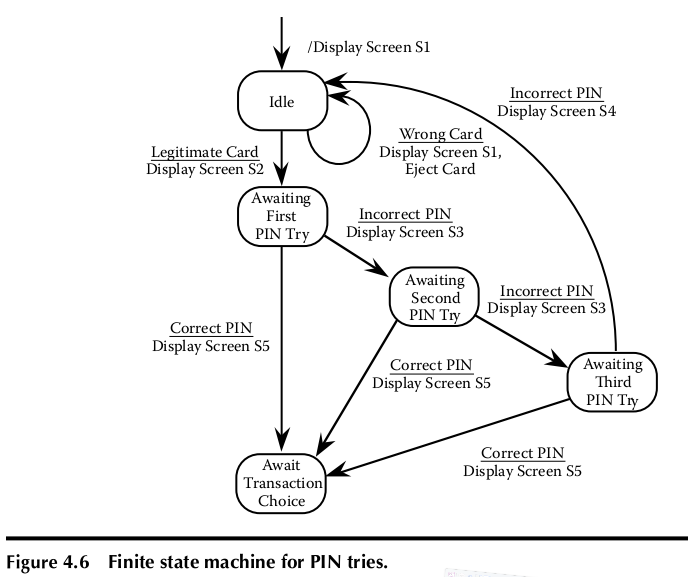 /Display Screen S1
Idle
Incorrect PIN
Display Screen S4
Wrong Card
Display Screen S1,
Eject Card
Legitimate Card
Display Screen S2
Awaiting
First
PIN Try
Incorrect PIN
Display Screen S3
Awaiting
Second
PIN Try
Incorrect PIN
Display Screen S3
Correct PIN
Display Screen S5
Correct PIN
Display Screen S5
Awaiting
Third
PIN Try
Correct PIN
Display Screen S5
Await
Transaction
Choice
Figure 4.6 Finite state machine for PIN tries.